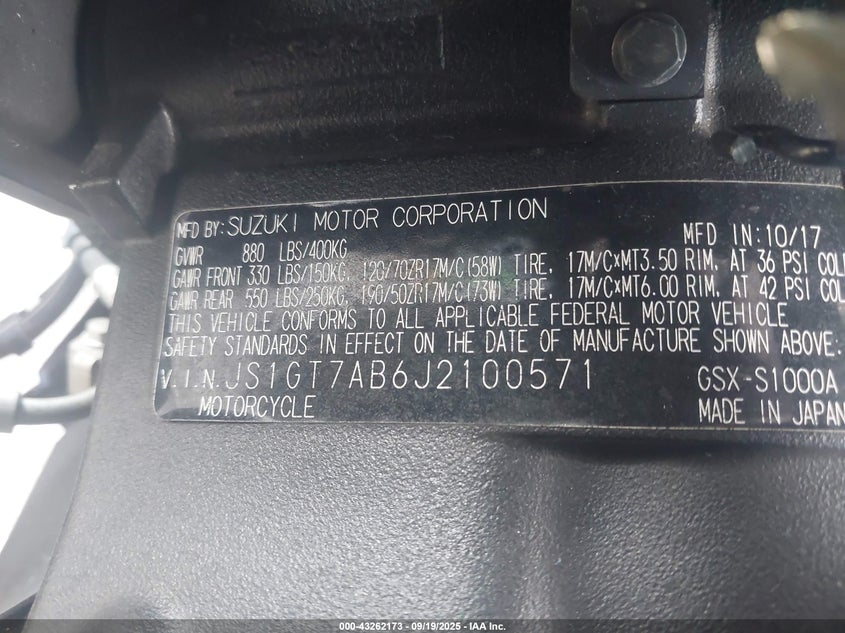 MFD BY: SUZUKI MOTOR CORPORATION MFD IN: 10/17
GVWR 880 LBS/400KG
GAWR FRONT 330 LBS/150KG, 120/70ZR17M/C(58W) TIRE, 17M/C×MT3.50 RIM, AT 36 PSI COL
GAWR REAR 550 LBS/250KG, 190/50ZR17M/C(73W) TIRE, 17M/C×MT6.00 RIM, AT 42 PSI COL
THIS VEHICLE CONFORMS TO ALL APPLICABLE FEDERAL MOTOR VEHICLE
SAFETY STANDARDS IN EFFECT ON THE DATE OF MANUFACTURE SHOWN ABOVE.
V.I.N. JS1GT7AB6J2100571 GSX-S1000A
MOTORCYCLE MADE IN JAPAN
000-43262173 - 09/19/2025 - IAA Inc.